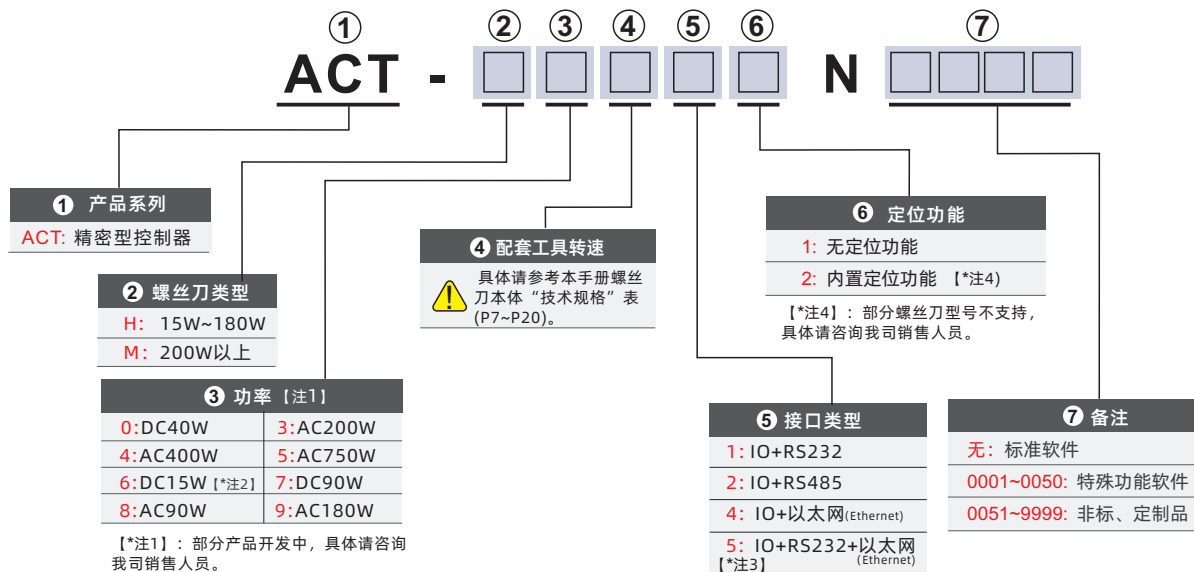 ① ② ③ ④ ⑤ ⑥ ⑦
ACT - □ □ □ □ □ N □□□□
① 产品系列
ACT: 精密型控制器
② 螺丝刀类型
H: 15W~180W
M: 200W以上
③ 功率【注1】
0:DC40W 3:AC200W
4:AC400W 5:AC750W
6:DC15W【*注2】 7:DC90W
8:AC90W 9:AC180W
【*注1】: 部分产品开发中，具体请咨询
我司销售人员。
④ 配套工具转速
具体请参考本手册螺丝
刀本体“技术规格”表
(P7~P20)。
⑤ 接口类型
1: IO+RS232
2: IO+RS485
4: IO+以太网(Ethernet)
5: IO+RS232+以太网
【*注3】 (Ethernet)
⑥ 定位功能
1: 无定位功能
2: 内置定位功能 【*注4)
【*注4】: 部分螺丝刀型号不支持，
具体请咨询我司销售人员。
⑦ 备注
无: 标准软件
0001~0050: 特殊功能软件
0051~9999: 非标、定制品